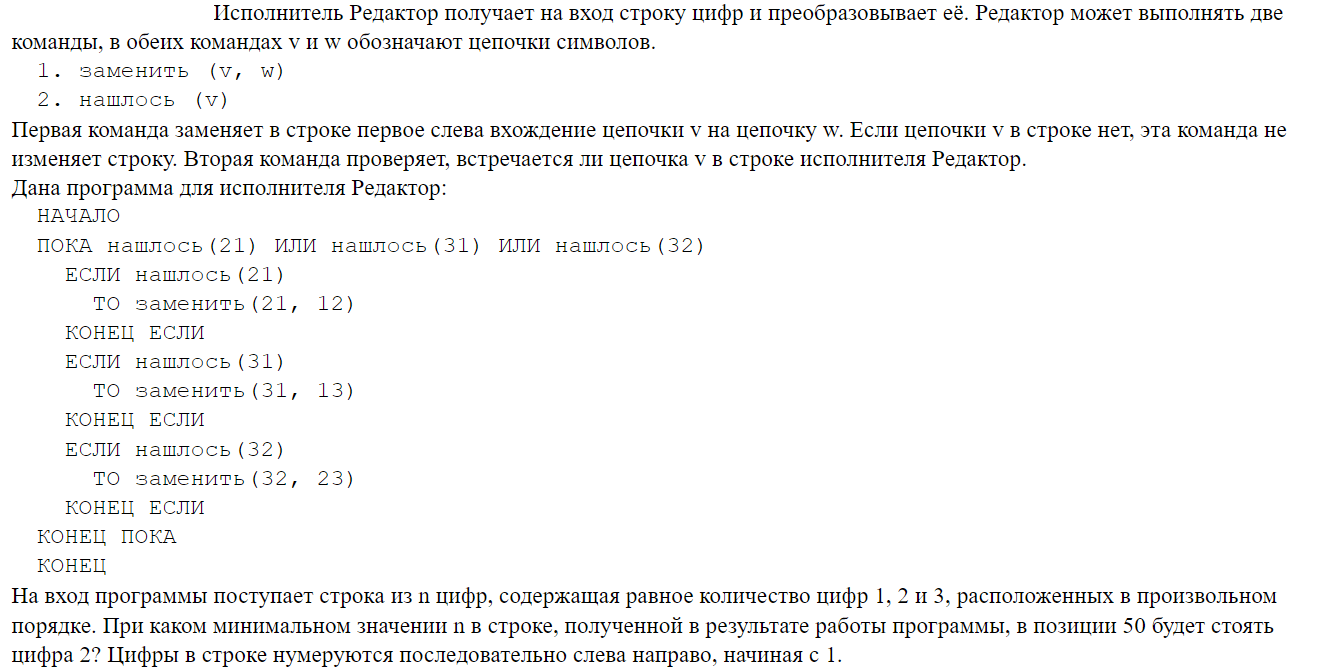 Исполнитель Редактор получает на вход строку цифр и преобразовывает её. Редактор может выполнять две
команды, в обеих командах v и w обозначают цепочки символов.
1. заменить (v, w)
2. нашлось (v)
Первая команда заменяет в строке первое слева вхождение цепочки v на цепочку w. Если цепочки v в строке нет, эта команда не
изменяет строку. Вторая команда проверяет, встречается ли цепочка v в строке исполнителя Редактор.
Дана программа для исполнителя Редактор:
НАЧАЛО
ПОКА нашлось(21) ИЛИ нашлось(31) ИЛИ нашлось(32)
ЕСЛИ нашлось(21)
ТО заменить(21, 12)
КОНЕЦ ЕСЛИ
ЕСЛИ нашлось(31)
ТО заменить(31, 13)
КОНЕЦ ЕСЛИ
ЕСЛИ нашлось(32)
ТО заменить(32, 23)
КОНЕЦ ЕСЛИ
КОНЕЦ ПОКА
КОНЕЦ
На вход программы поступает строка из n цифр, содержащая равное количество цифр 1, 2 и 3, расположенных в произвольном
порядке. При каком минимальном значении n в строке, полученной в результате работы программы, в позиции 50 будет стоять
цифра 2? Цифры в строке нумеруются последовательно слева направо, начиная с 1.